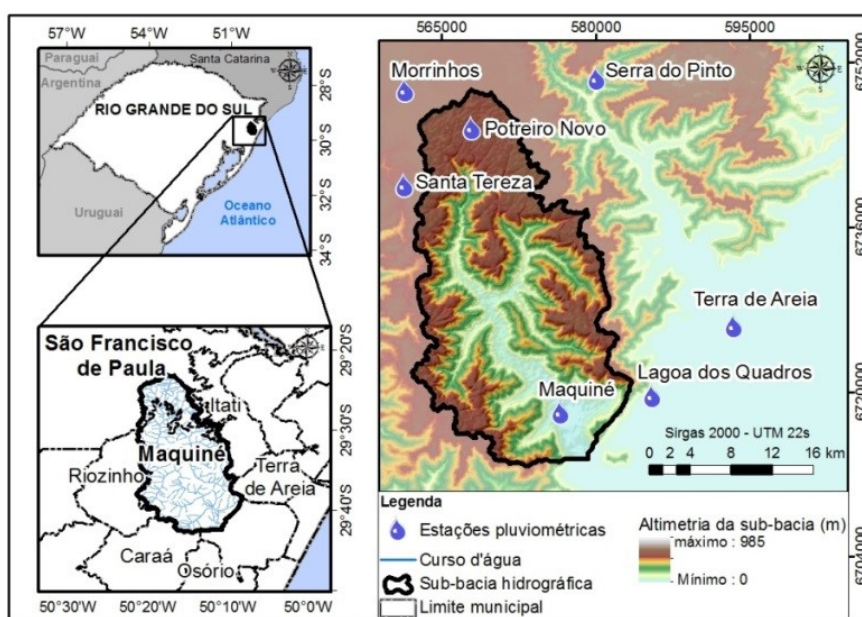 57°W 54°W 51°W
Paraguai
Santa Catarina
Argentina
RIO GRANDE DO SUL
Uruguai
Oceano
Atlântico
28°S
30°S
32°S
34°S
São Francisco
de Paula
Itati
Maquiné
Riozinho
Terra
de Areia
Caraá
Osório
29°20'S
29°30'S
29°40'S
50°30'W 50°20'W 50°10'W 50°0'W
565000 580000 595000
Morrinhos
Serra do Pinto
Potreiro Novo
Santa Tereza
Terra de Areia
Lagoa dos Quadros
Maquiné
Sirgas 2000 - UTM 22s
0 2 4 8 12 16
km
6752000
6736000
6720000
6704000
Legenda
Estações pluviométricas
Curso d'água
Sub-bacia hidrográfica
Limite municipal
Altimetria da sub-bacia (m)
máximo : 985
Mínimo : 0